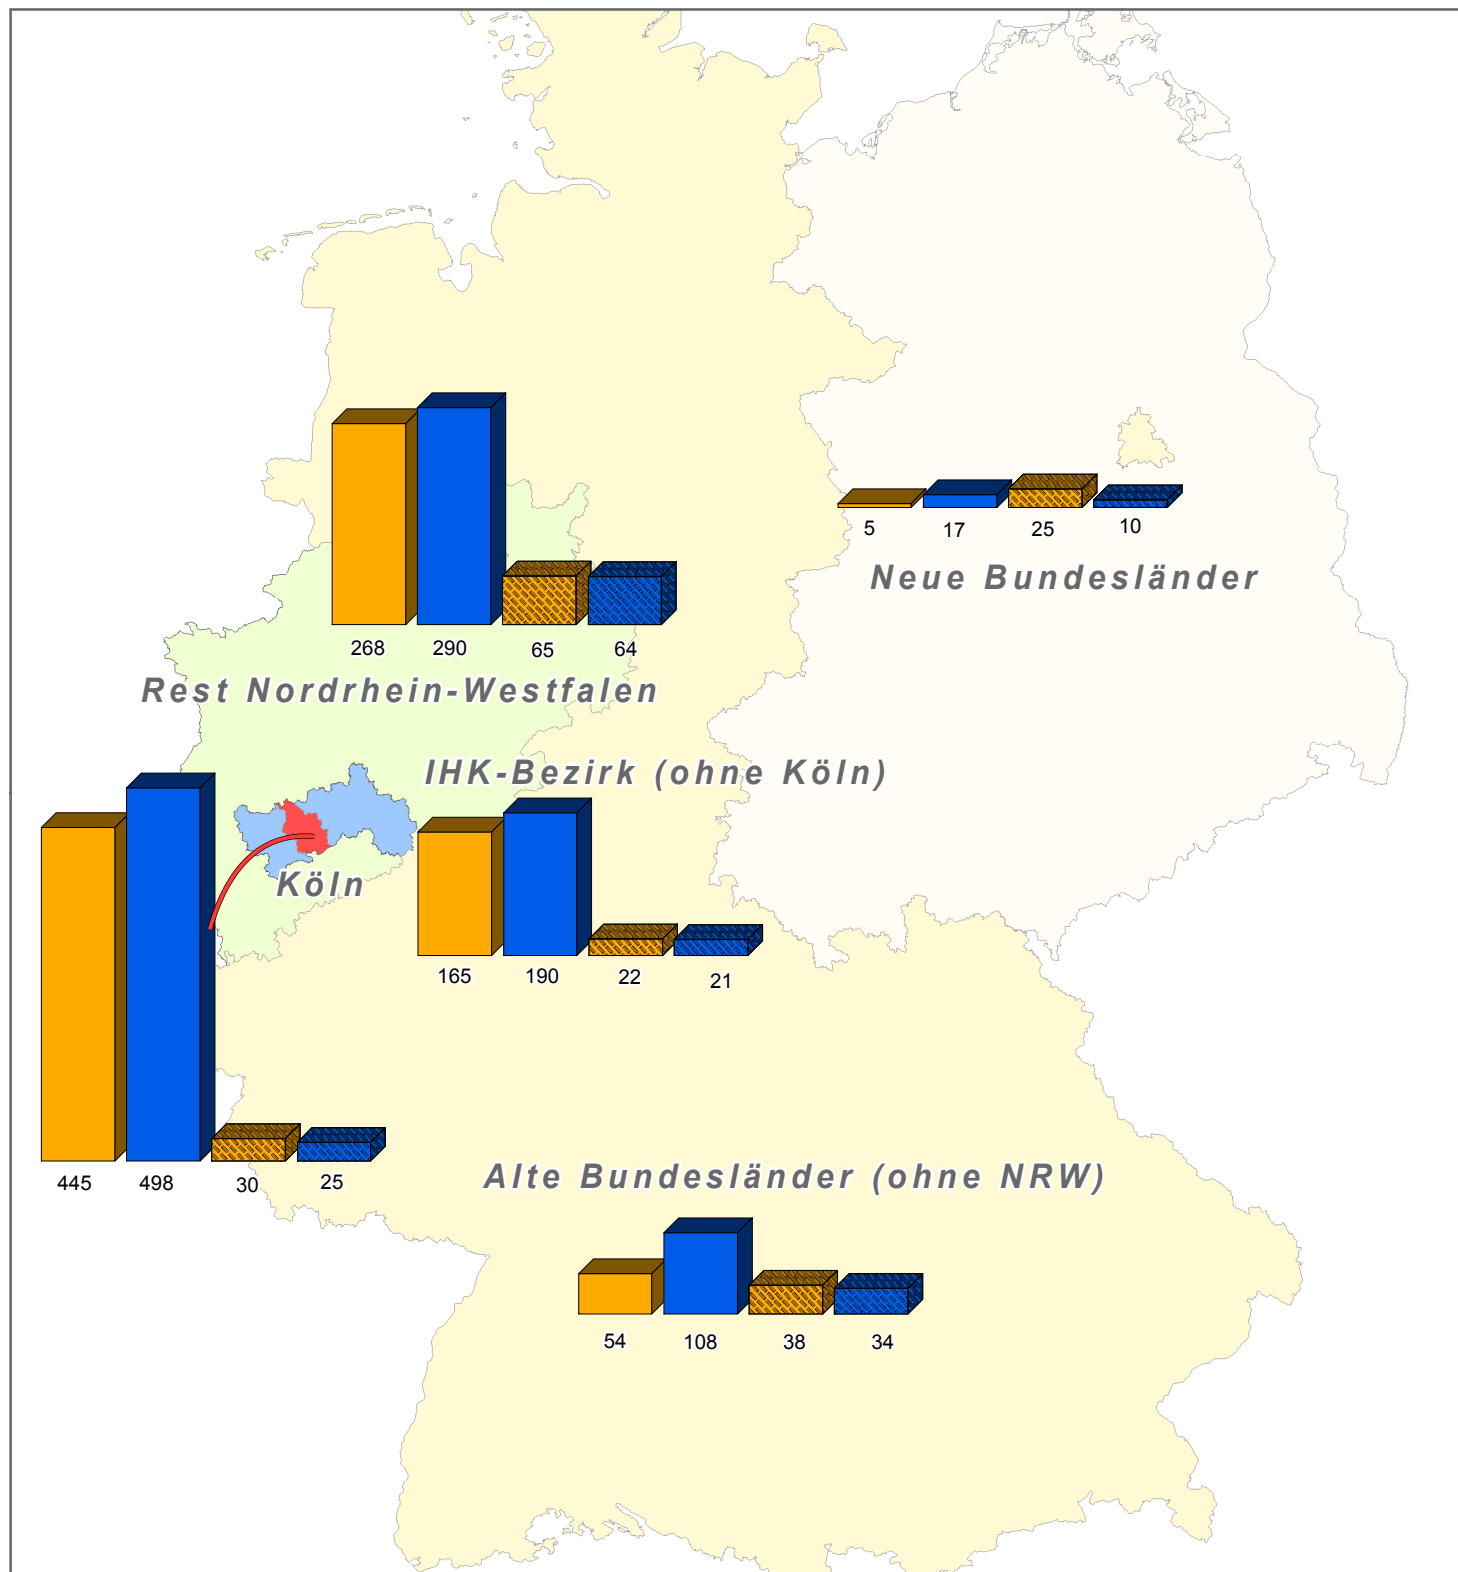 5 17 25 10
Neue Bundesländer
268 290 65 64
Rest Nordrhein-Westfalen
IHK-Bezirk (ohne Köln)
Köln
165 190 22 21
445 498 30 25
Alte Bundesländer (ohne NRW)
54 108 38 34